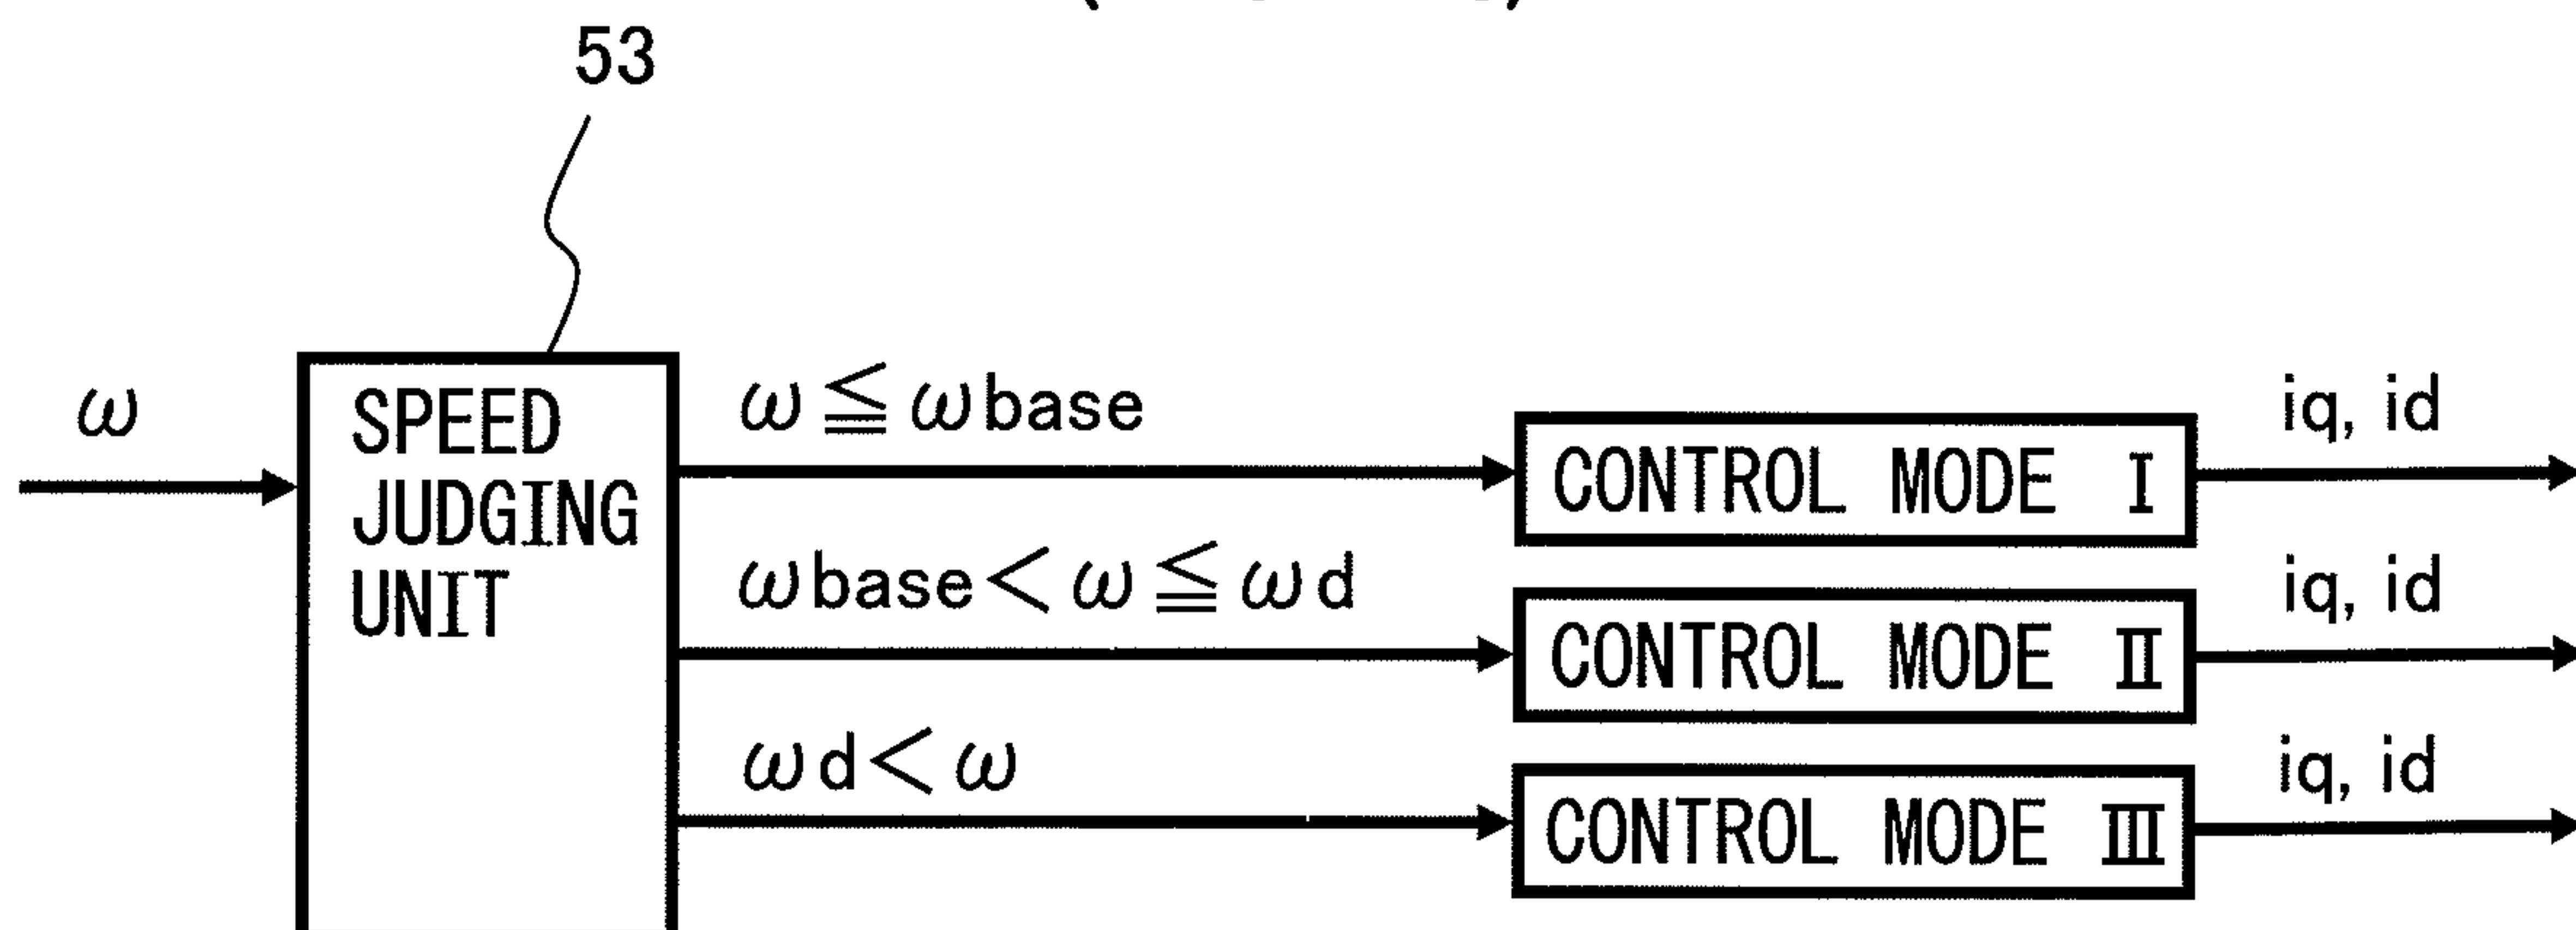 53
ω
SPEED
JUDGING
UNIT
ω≦ωbase
CONTROL MODE Ⅰ
iq, id
ωbase<ω≦ωd
CONTROL MODE Ⅱ
iq, id
ωd<ω
CONTROL MODE Ⅲ
iq, id